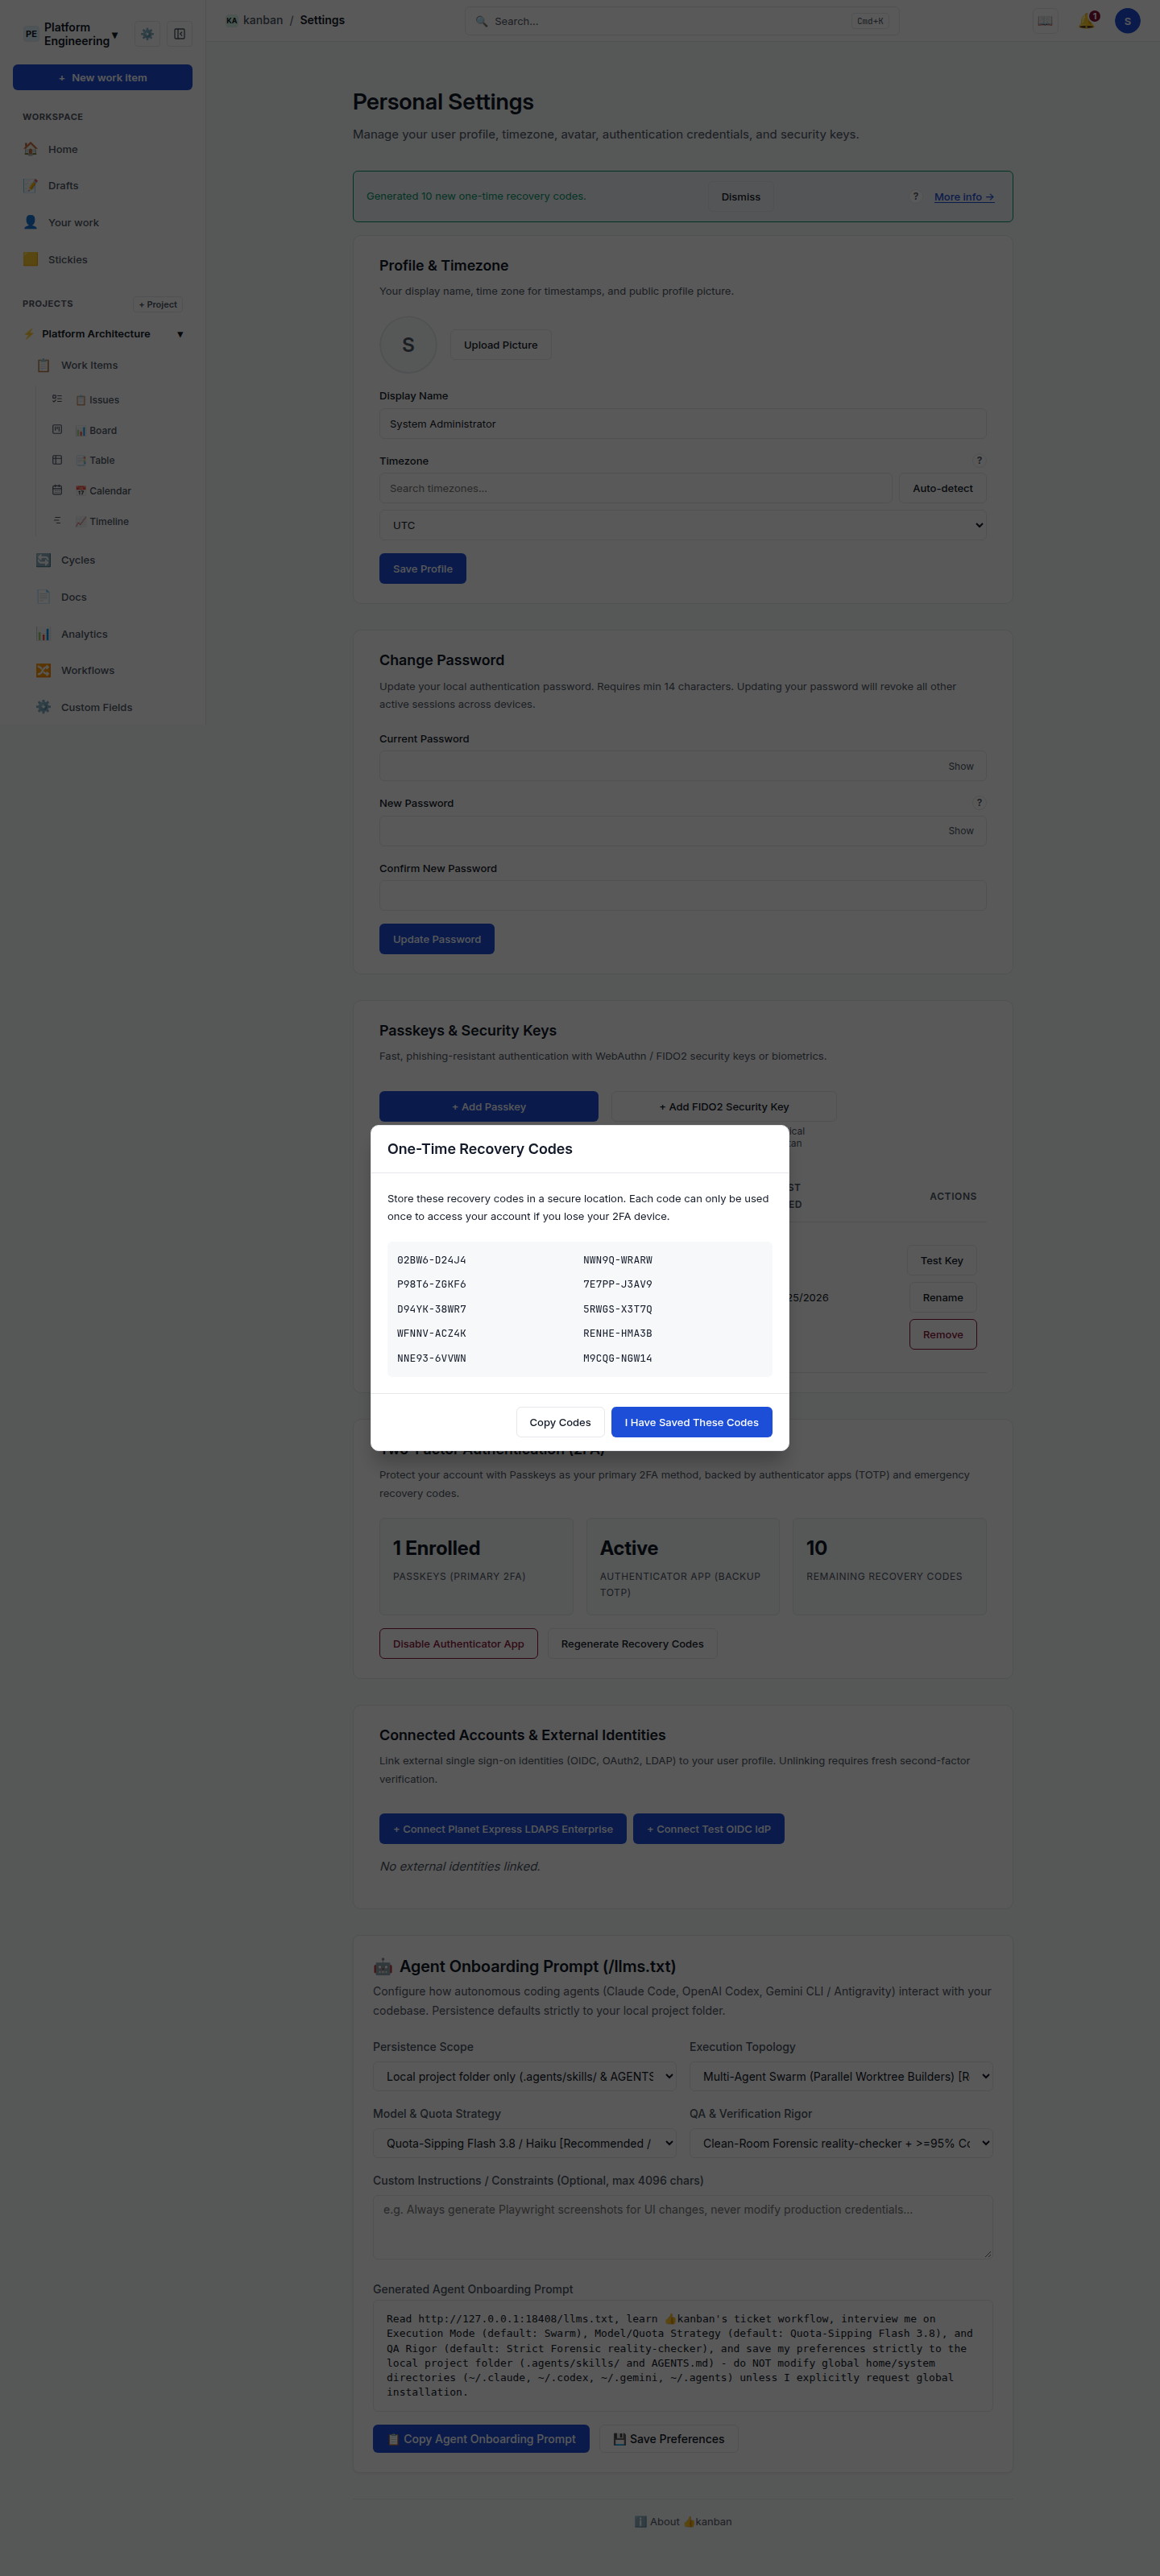 PE Platform Engineering ▾
+ New work item
WORKSPACE
Home
Drafts
Your work
Stickies
PROJECTS
+ Project
Platform Architecture ▾
Work Items
Issues
Board
Table
Calendar
Timeline
Cycles
Docs
Analytics
Workflows
Custom Fields
KA kanban / Settings
Search...
Cmd+K
1
S
Personal Settings
Manage your user profile, timezone, avatar, authentication credentials, and security keys.
Generated 10 new one-time recovery codes.
Dismiss
?
More info →
Profile & Timezone
Your display name, time zone for timestamps, and public profile picture.
S
Upload Picture
Display Name
System Administrator
Timezone
?
Search timezones...
Auto-detect
UTC
Save Profile
Change Password
Update your local authentication password. Requires min 14 characters. Updating your password will revoke all other
active sessions across devices.
Current Password
Show
New Password
?
Show
Confirm New Password
Update Password
Passkeys & Security Keys
Fast, phishing-resistant authentication with WebAuthn / FIDO2 security keys or biometrics.
+ Add Passkey
+ Add FIDO2 Security Key
ACTIONS
Test Key
25/2026
Rename
Remove
One-Time Recovery Codes
Store these recovery codes in a secure location. Each code can only be used
once to access your account if you lose your 2FA device.
02BW6-D24J4
NWN9Q-WRARW
P98T6-ZGKF6
7E7PP-J3AV9
D94YK-38WR7
5RWGS-X3T7Q
WFNNV-ACZ4K
RENHE-HMA3B
NNE93-6VVWN
M9CQG-NGW14
Copy Codes
I Have Saved These Codes
Two-Factor Authentication (2FA)
Protect your account with Passkeys as your primary 2FA method, backed by authenticator apps (TOTP) and emergency
recovery codes.
1 Enrolled
PASSKEYS (PRIMARY 2FA)
Active
AUTHENTICATOR APP (BACKUP
TOTP)
10
REMAINING RECOVERY CODES
Disable Authenticator App
Regenerate Recovery Codes
Connected Accounts & External Identities
Link external single sign-on identities (OIDC, OAuth2, LDAP) to your user profile. Unlinking requires fresh second-factor
verification.
+ Connect Planet Express LDAPS Enterprise
+ Connect Test OIDC IdP
No external identities linked.
🤖 Agent Onboarding Prompt (/llms.txt)
Configure how autonomous coding agents (Claude Code, OpenAI Codex, Gemini CLI / Antigravity) interact with your
codebase. Persistence defaults strictly to your local project folder.
Persistence Scope
Execution Topology
Local project folder only (.agents/skills/ & AGENTS
Multi-Agent Swarm (Parallel Worktree Builders) [R
Model & Quota Strategy
QA & Verification Rigor
Quota-Sipping Flash 3.8 / Haiku [Recommended /
Clean-Room Forensic reality-checker + >=95% Co
Custom Instructions / Constraints (Optional, max 4096 chars)
e.g. Always generate Playwright screenshots for UI changes, never modify production credentials...
Generated Agent Onboarding Prompt
Read http://127.0.0.1:18408/llms.txt, learn 👍kanban's ticket workflow, interview me on
Execution Mode (default: Swarm), Model/Quota Strategy (default: Quota-Sipping Flash 3.8), and
QA Rigor (default: Strict Forensic reality-checker), and save my preferences strictly to the
local project folder (.agents/skills/ and AGENTS.md) - do NOT modify global home/system
directories (~/.claude, ~/.codex, ~/.gemini, ~/.agents) unless I explicitly request global
installation.
📋 Copy Agent Onboarding Prompt
💾 Save Preferences
ℹ️ About 👍kanban